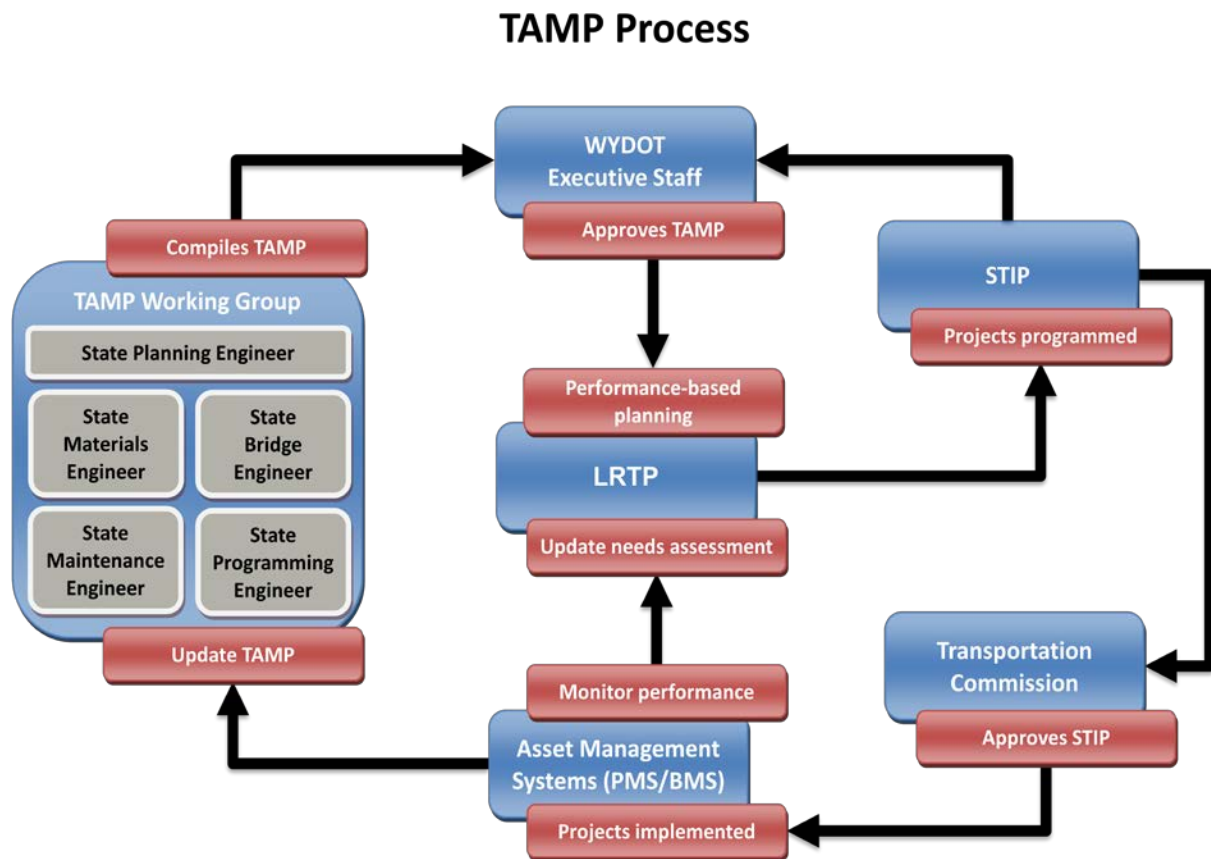 TAMP Process
WYDOT
Executive Staff
Approves TAMP
Compiles TAMP
TAMP Working Group
State Planning Engineer
State
Materials
Engineer
State
Bridge
Engineer
State
Maintenance
Engineer
State
Programming
Engineer
Update TAMP
STIP
Projects programmed
Performance-based
planning
LRTP
Update needs assessment
Monitor performance
Asset Management
Systems (PMS/BMS)
Projects implemented
Transportation
Commission
Approves STIP